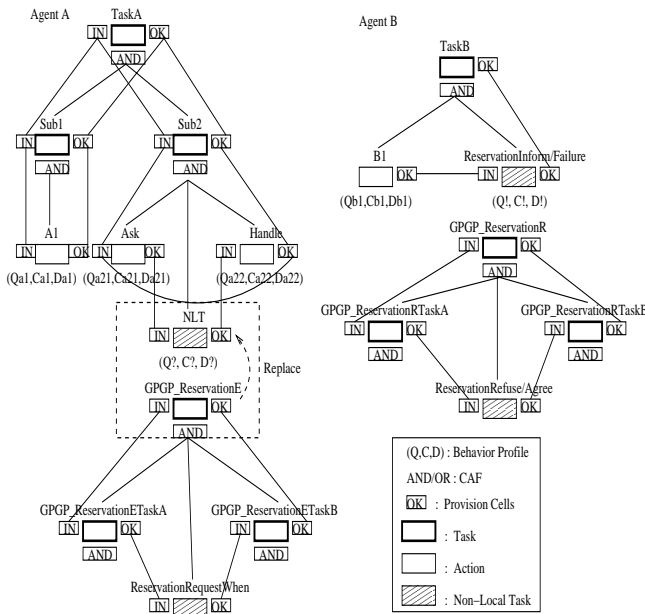 Agent A
TaskA
IN
OK
AND
Sub1
IN
OK
AND
Sub2
IN
OK
AND
A1
IN
OK
(Qa1,Ca1,Da1)
Ask
IN
OK
(Qa21,Ca21,Da21)
Handle
IN
OK
(Qa22,Ca22,Da22)
NLT
IN
OK
(Q?, C?, D?)
Replace
GPGP_ReservationE
IN
OK
AND
GPGP_ReservationETaskA
IN
OK
AND
GPGP_ReservationETaskB
IN
OK
AND
ReservationRequestWhen
IN
OK
Agent B
TaskB
OK
AND
B1
OK
(Qb1,Cb1,Db1)
ReservationInform/Failure
IN
OK
(Q!, C!, D!)
GPGP_ReservationR
IN
OK
AND
GPGP_ReservationRTaskA
IN
OK
AND
GPGP_ReservationRTaskB
IN
OK
AND
ReservationRefuse/Agree
IN
OK
(Q,C,D) : Behavior Profile
AND/OR : CAF
OK : Provision Cells
: Task
: Action
: Non-Local Task